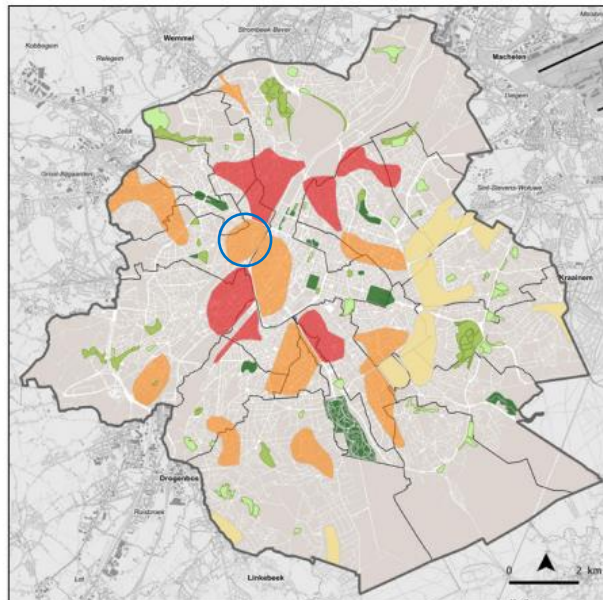 Strombeek-Bever
Wemmel
Kobbegem
Relegem
Machelen
Diegem
Zellik
Groot-Bijgaarden
Sint-Stevens-Woluwe
Kraainem
Drogenbos
Ruisbroek
Lot
Linkebeek
0 2 km